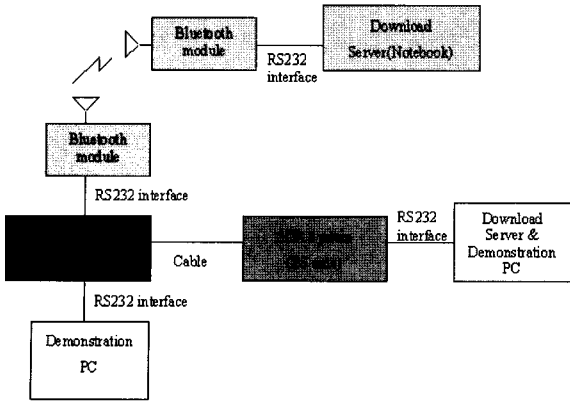 Bluetooth
module
Download
Server(Notebook)
RS232
interface
Bluetooth
module
RS232 interface
RS232
interface
Download
Server &
Demonstration
PC
Cable
RS232 interface
Demonstration
PC